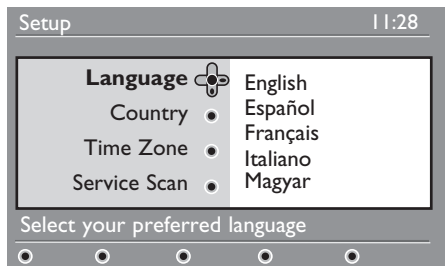 Setup 11:28
Language
Country
Time Zone
Service Scan
English
Español
Français
Italiano
Magyar
Select your preferred language